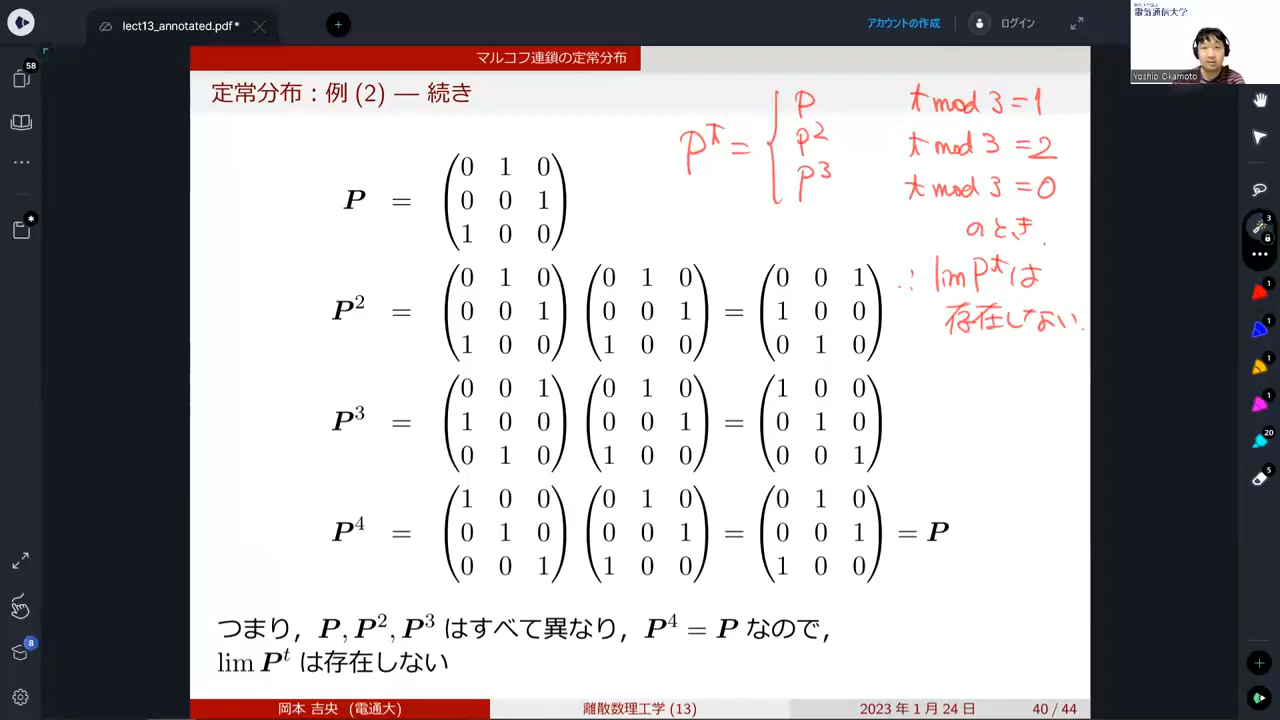 lect13_annotated.pdf*
アカウントの作成
ログイン
電気通信大学
Yoshio Okamoto
マルコフ連鎖の定常分布
定常分布：例 (2) — 続き
P^t = { P t mod 3 = 1
P^2 t mod 3 = 2
P^3 t mod 3 = 0
のとき.
∴ lim P^t は
存在しない.
P = (0 1 0
0 0 1
1 0 0)
P^2 = (0 1 0 (0 1 0 (0 0 1
0 0 1 0 0 1 = 1 0 0
1 0 0) 1 0 0) 0 1 0)
P^3 = (0 0 1 (0 1 0 (1 0 0
1 0 0 0 0 1 = 0 1 0
0 1 0) 1 0 0) 0 0 1)
P^4 = (1 0 0 (0 1 0 (0 1 0
0 1 0 0 0 1 = 0 0 1 = P
0 0 1) 1 0 0) 1 0 0)
つまり，P, P^2, P^3 はすべて異なり，P^4 = P なので，
lim P^t は存在しない
岡本 吉央 (電通大)
離散数理工学 (13)
2023 年 1 月 24 日
40 / 44
58
8
3
1
1
1
1
20
5